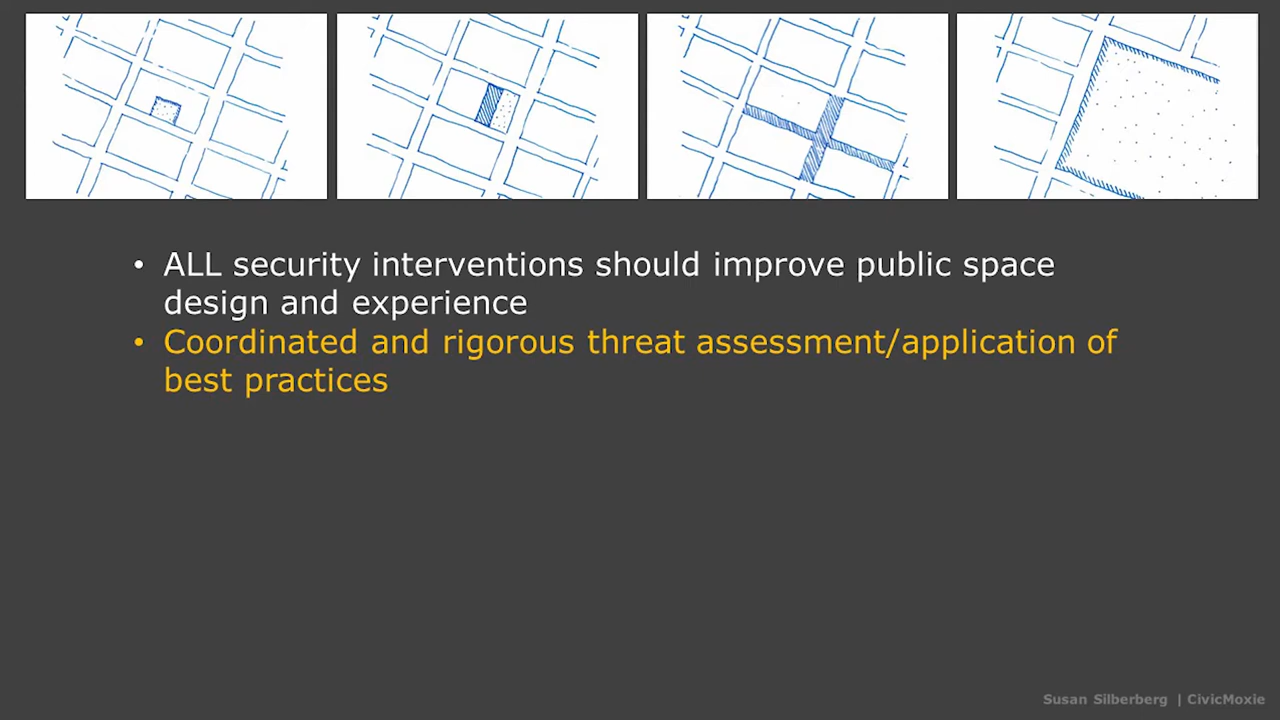 • ALL security interventions should improve public space
design and experience
• Coordinated and rigorous threat assessment/application of
best practices
Susan Silberberg | CivicMoxie